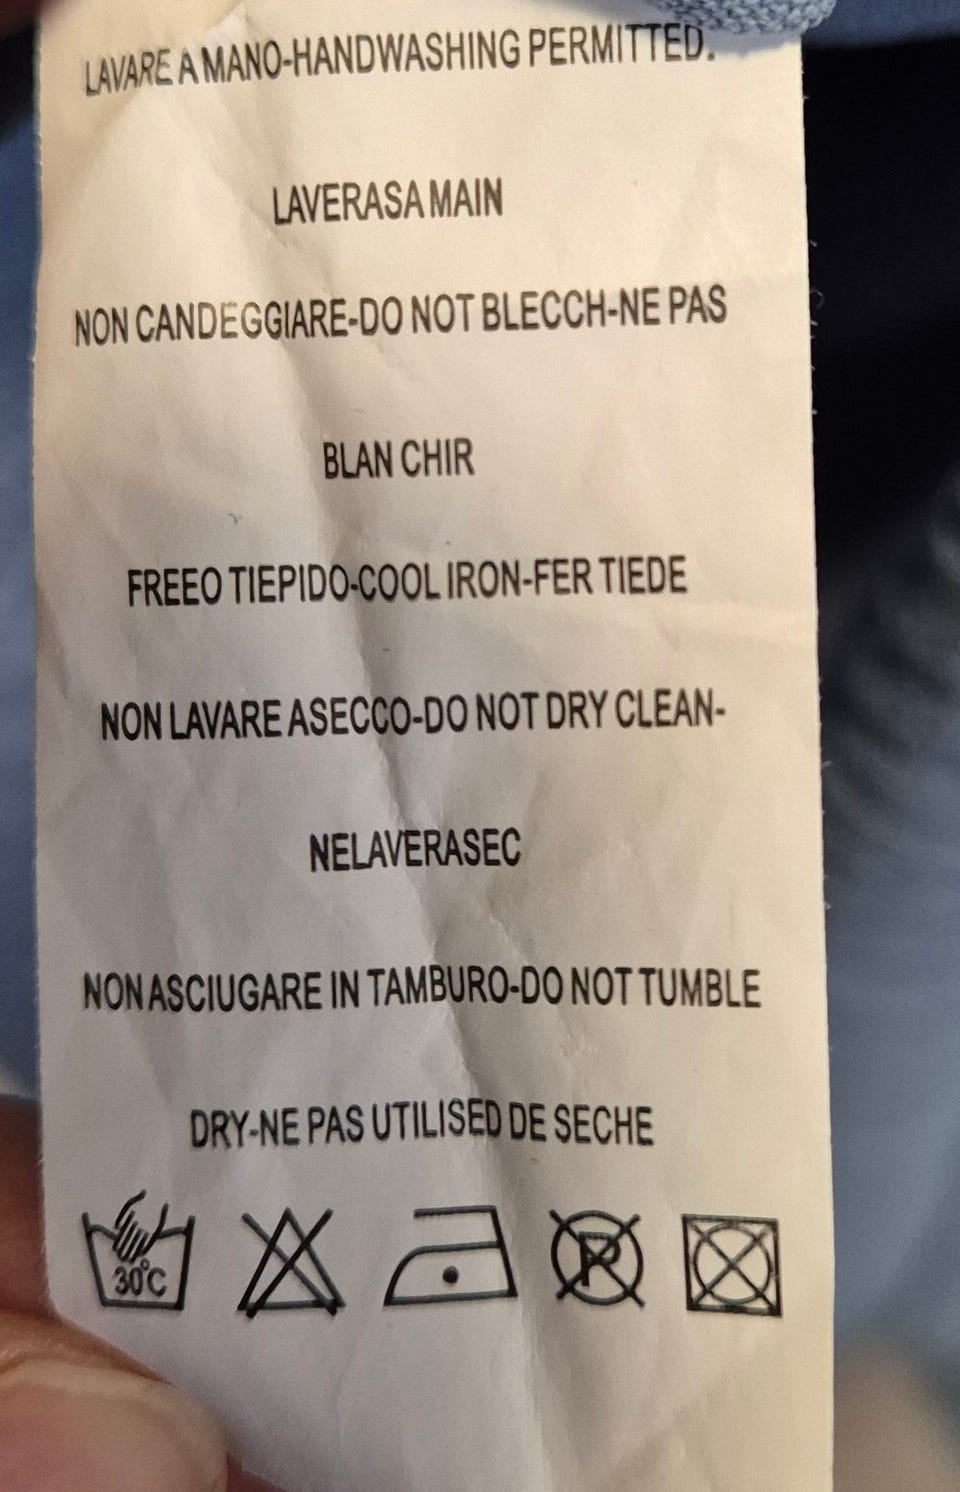 LAVARE A MANO-HANDWASHING PERMITTED.
LAVERASA MAIN
NON CANDEGGIARE-DO NOT BLECCH-NE PAS
BLAN CHIR
FREEO TIEPIDO-COOL IRON-FER TIEDE
NON LAVARE ASECCO-DO NOT DRY CLEAN-
NELAVERASEC
NON ASCIUGARE IN TAMBURO-DO NOT TUMBLE
DRY-NE PAS UTILISED DE SECHE
30°C P